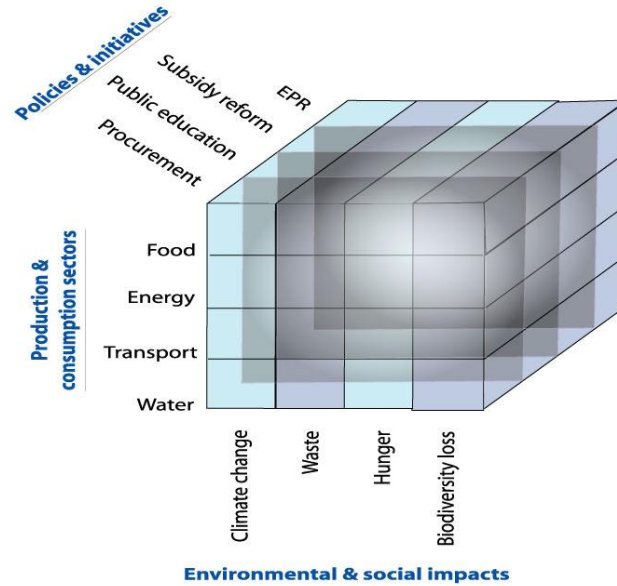 Policies & initiatives
EPR
Subsidy reform
Public education
Procurement
Production &
consumption sectors
Food
Energy
Transport
Water
Climate change
Waste
Hunger
Biodiversity loss
Environmental & social impacts